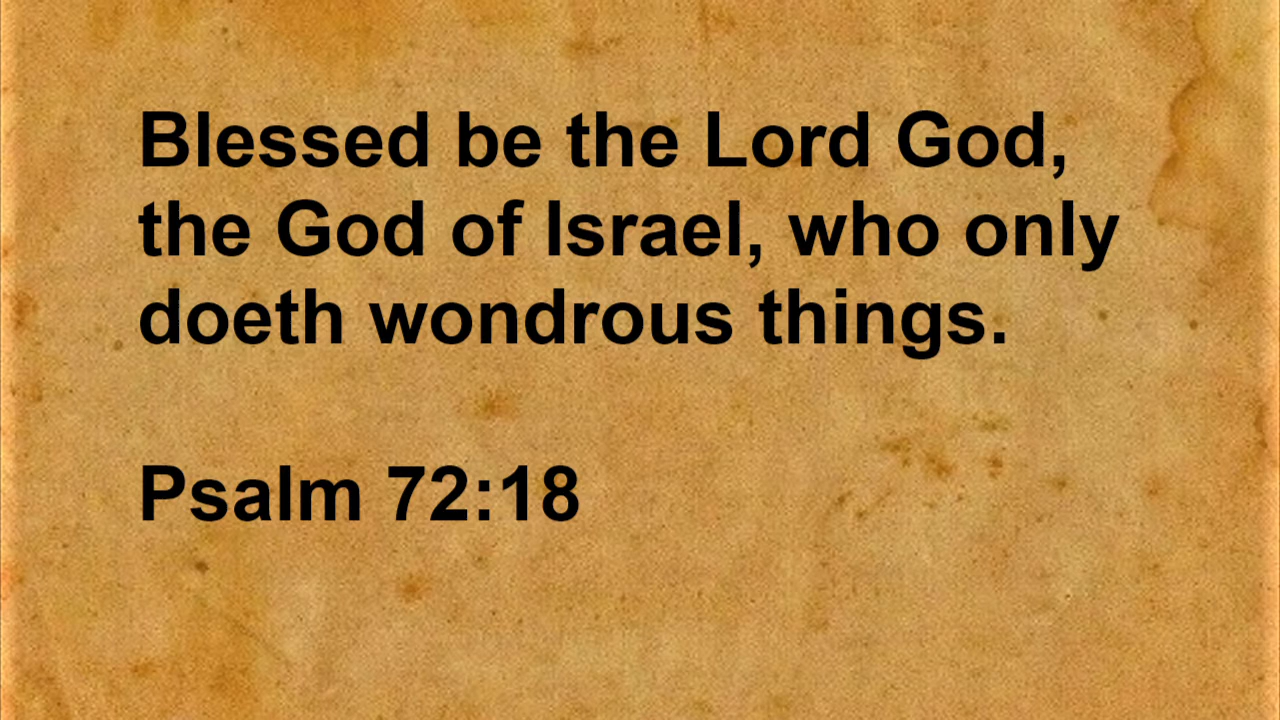 Blessed be the Lord God,
the God of Israel, who only
doeth wondrous things.
Psalm 72:18